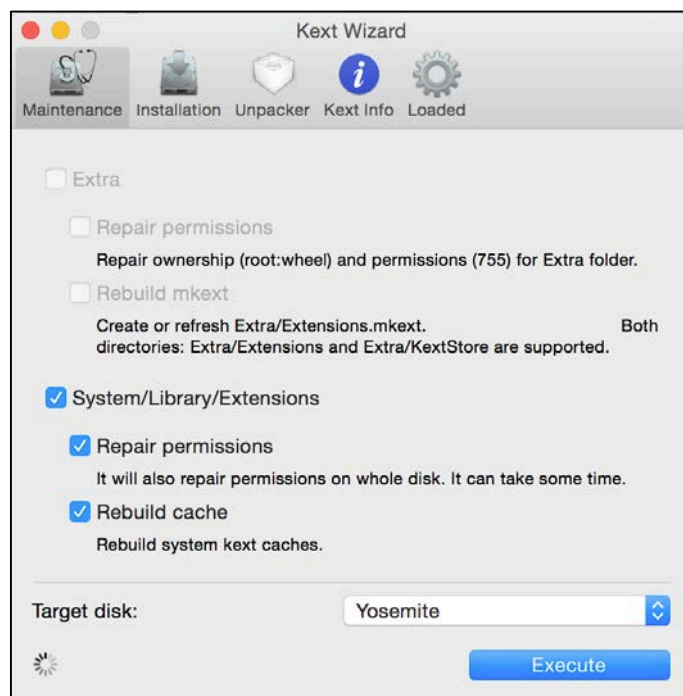 Kext Wizard
Maintenance Installation Unpacker Kext Info Loaded
Extra
Repair permissions
Repair ownership (root:wheel) and permissions (755) for Extra folder.
Rebuild mkext
Create or refresh Extra/Extensions.mkext. Both
directories: Extra/Extensions and Extra/KextStore are supported.
System/Library/Extensions
Repair permissions
It will also repair permissions on whole disk. It can take some time.
Rebuild cache
Rebuild system kext caches.
Target disk: Yosemite
Execute